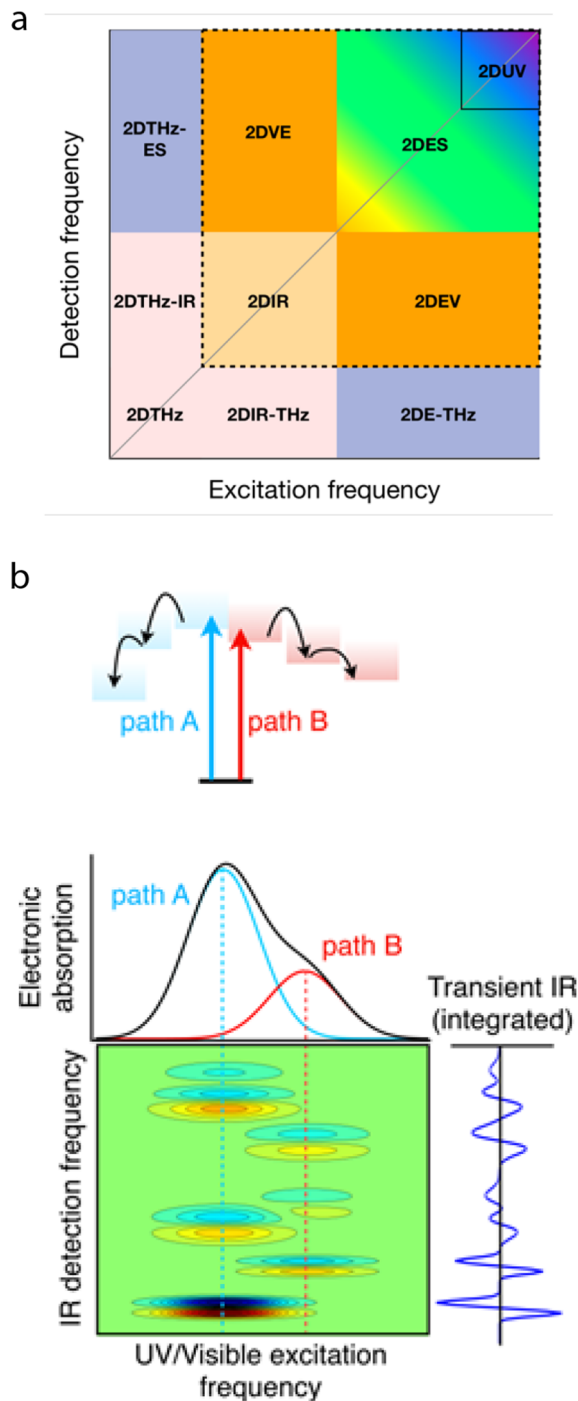 a
2DTHz-
ES
2DVE
2DES
2DUV
2DTHz-IR
2DIR
2DEV
2DTHz
2DIR-THz
2DE-THz
Detection frequency
Excitation frequency
b
path A
path B
Electronic
absorption
path A
path B
Transient IR
(integrated)
IR detection frequency
UV/Visible excitation
frequency